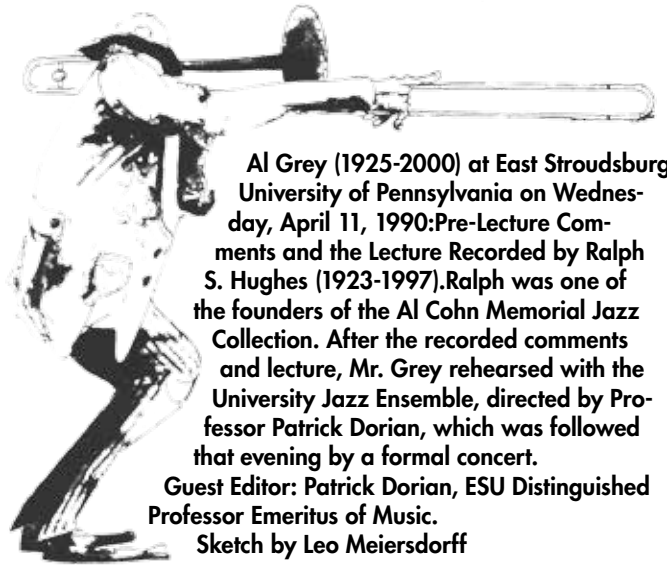 Al Grey (1925-2000) at East Stroudsburg
University of Pennsylvania on Wednes-
day, April 11, 1990:Pre-Lecture Com-
ments and the Lecture Recorded by Ralph
S. Hughes (1923-1997).Ralph was one of
the founders of the Al Cohn Memorial Jazz
Collection. After the recorded comments
and lecture, Mr. Grey rehearsed with the
University Jazz Ensemble, directed by Pro-
fessor Patrick Dorian, which was followed
that evening by a formal concert.
Guest Editor: Patrick Dorian, ESU Distinguished
Professor Emeritus of Music.
Sketch by Leo Meiersdorff